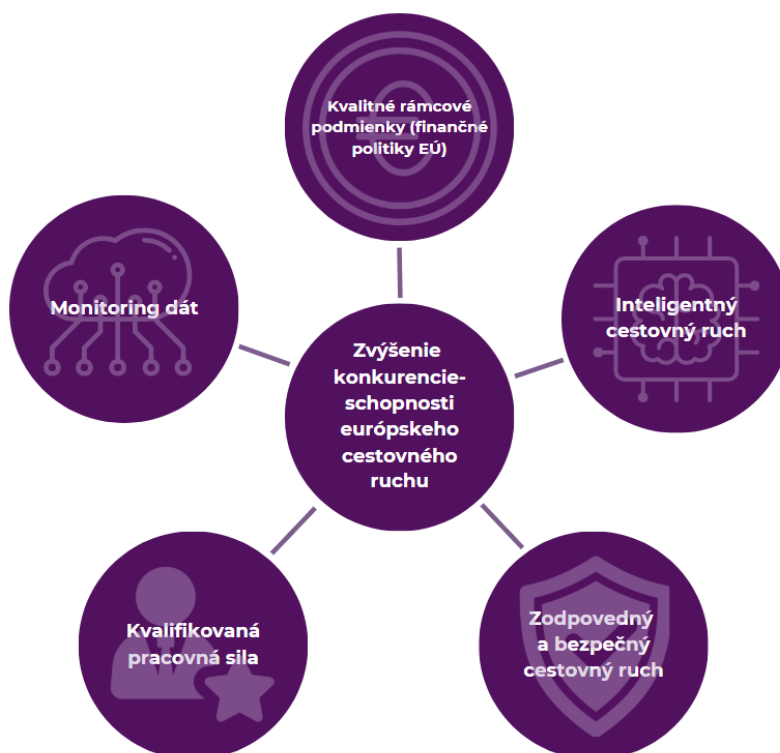 Kvalitné rámcové
podmienky (finančné
politiky EÚ)
Monitoring dát
Inteligentný
cestovný ruch
Zvýšenie
konkurencie-
schopnosti
európskeho
cestovného
ruchu
Kvalifikovaná
pracovná sila
Zodpovedný
a bezpečný
cestovný ruch